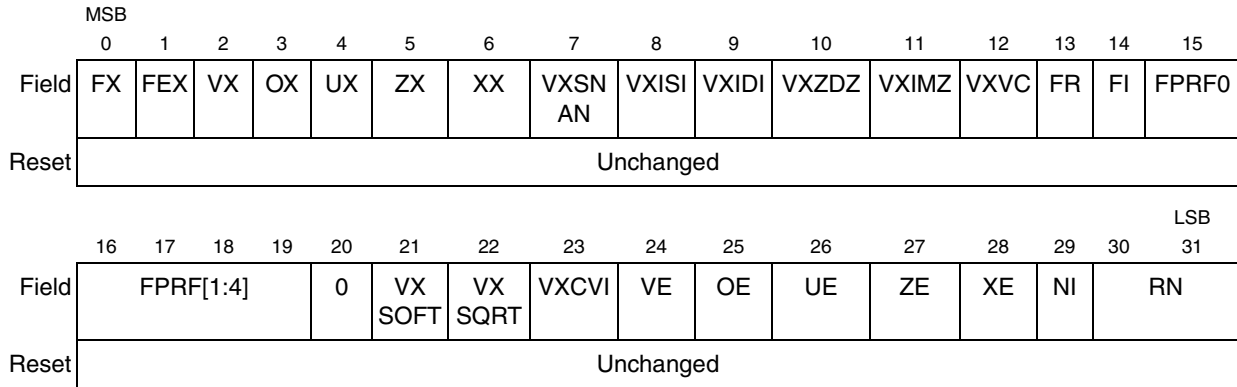 MSB
0 1 2 3 4 5 6 7 8 9 10 11 12 13 14 15
Field FX FEX VX OX UX ZX XX VXSN VXISI VXIDI VXZDZ VXIMZ VXVC FR FI FPRF0
AN
Reset Unchanged
LSB
16 17 18 19 20 21 22 23 24 25 26 27 28 29 30 31
Field FPRF[1:4] 0 VX VX VXCVI VE OE UE ZE XE NI RN
SOFT SQRT
Reset Unchanged